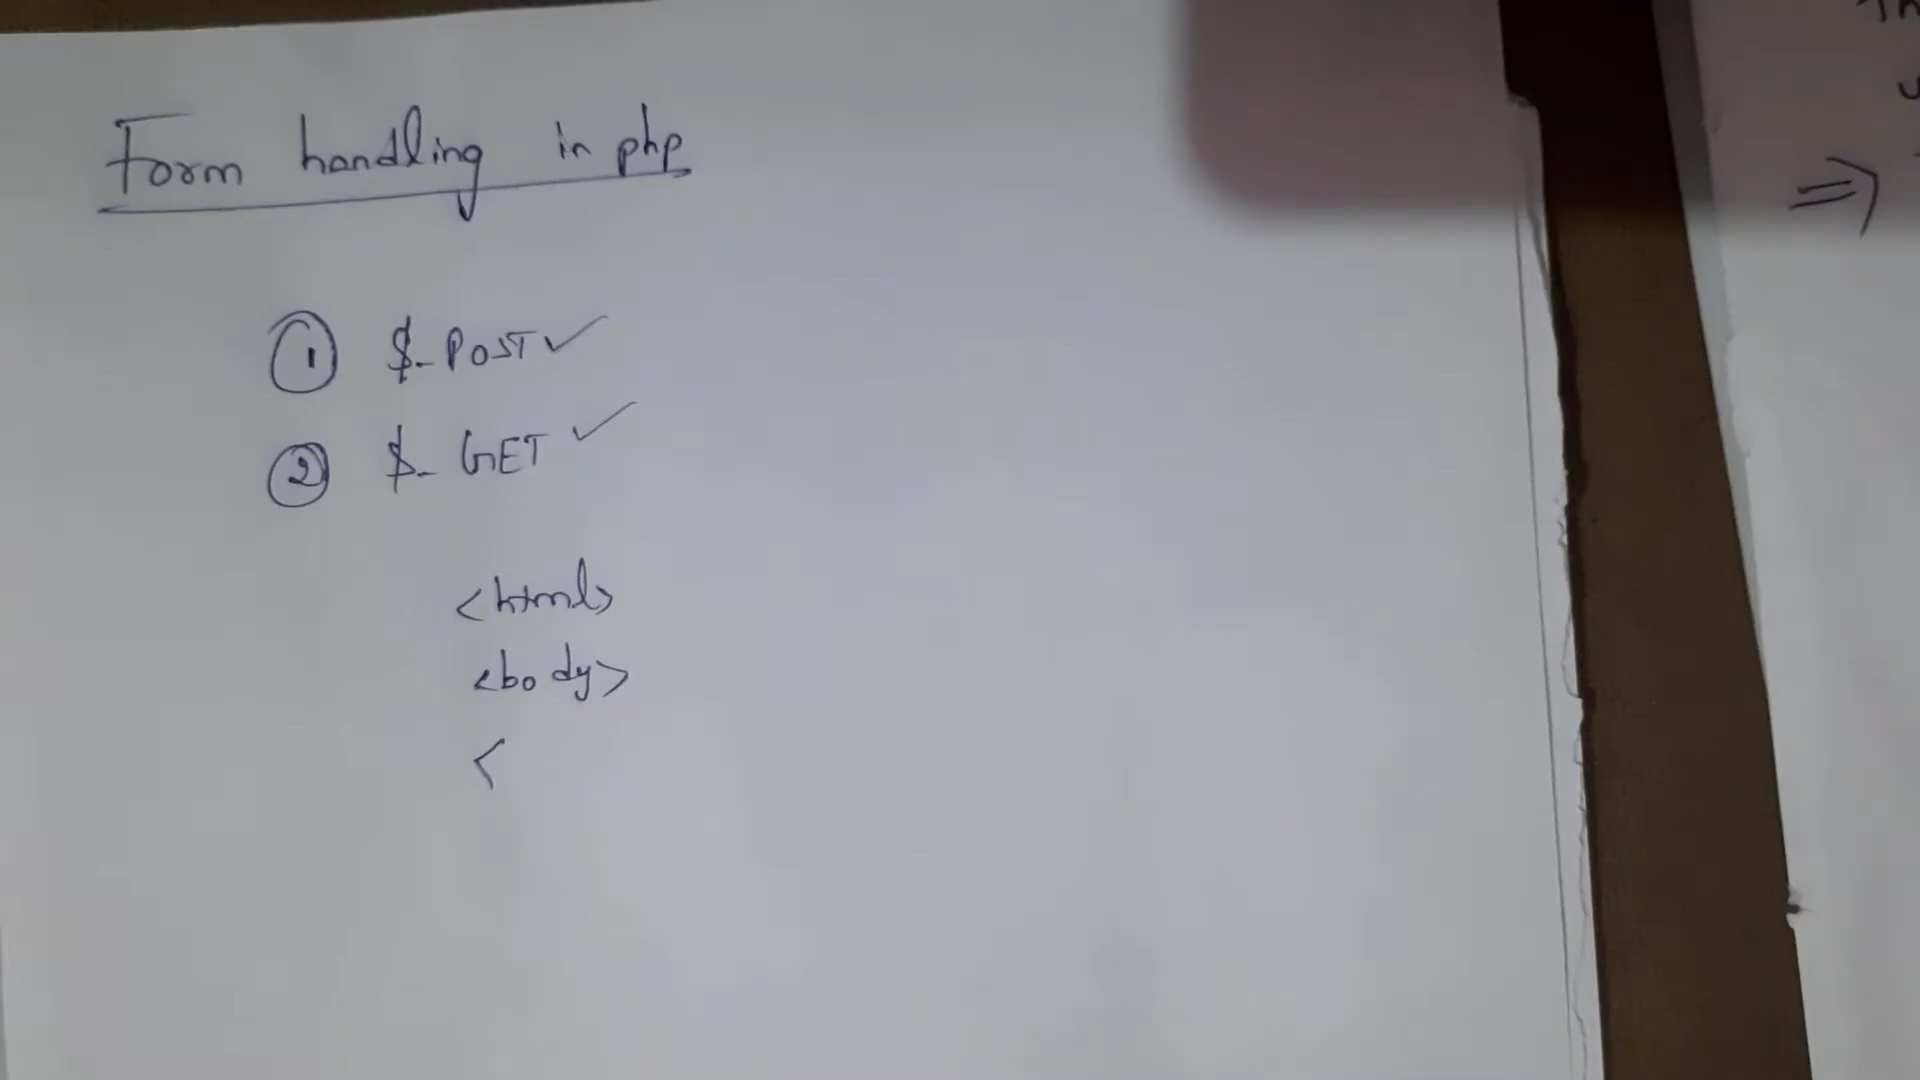 Form handling in php
① $_POST ✓
② $_GET ✓
<html>
<body>
<
⇒)